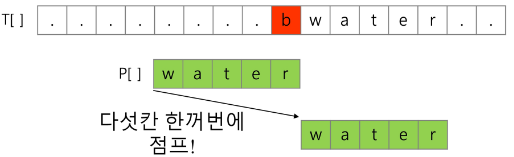 T[ ] . . . . . . . . b w a t e r . .
P[ ] w a t e r
다섯칸 한꺼번에
점프!
w a t e r